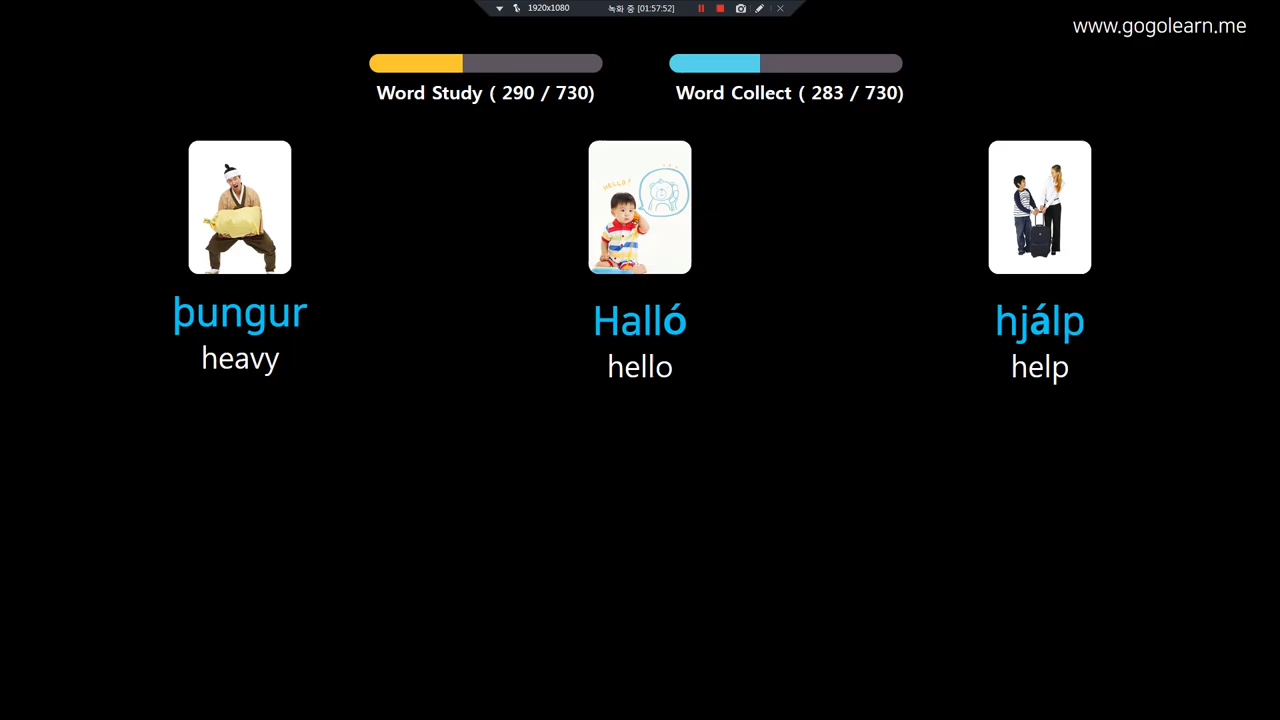 1920x1080 녹화 중 [01:57:52]
www.gogolearn.me
Word Study ( 290 / 730)
Word Collect ( 283 / 730)
HELLO!
þungur
heavy
Halló
hello
hjálp
help